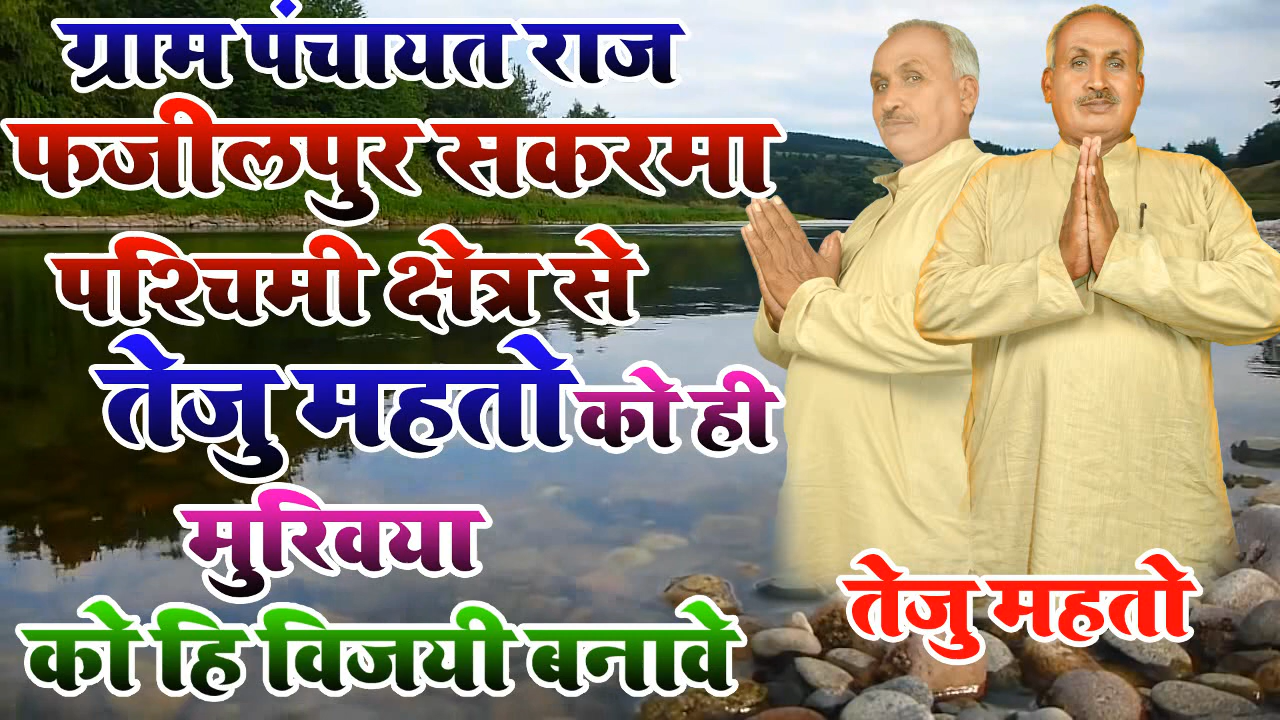 ग्राम पंचायत राज
फजीलपुर सकरमा
पश्चिमी क्षेत्र से
तेजु महतो को ही
मुखिया
को हि विजयी बनावे
तेजु महतो